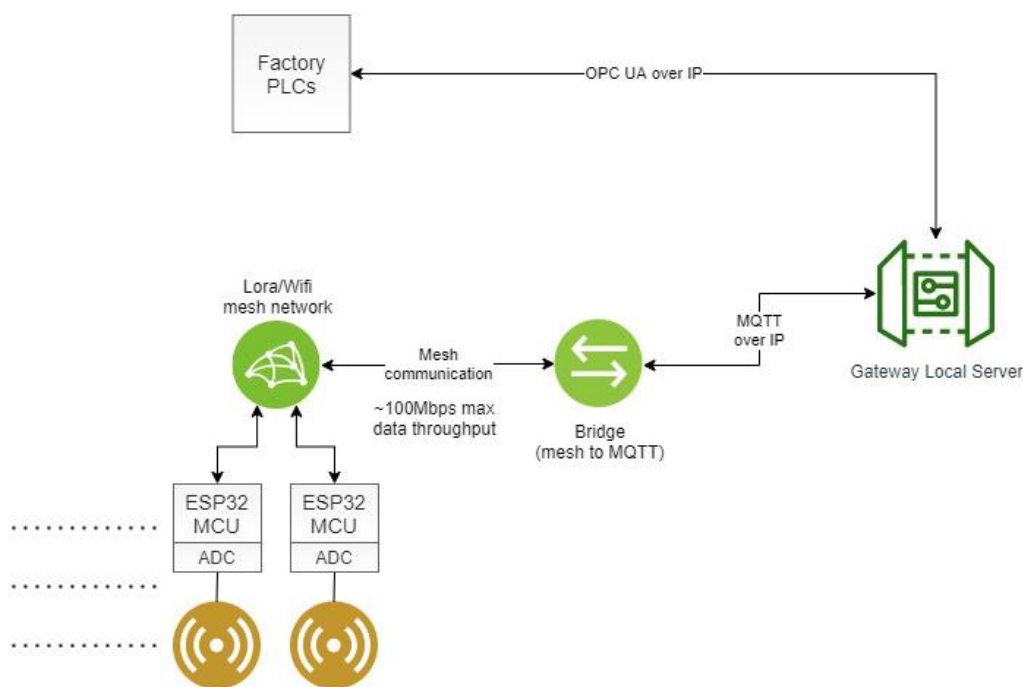 Factory
PLCs
OPC UA over IP
Lora/Wifi
mesh network
Mesh
communication
~100Mbps max
data throughput
Bridge
(mesh to MQTT)
MQTT
over IP
Gateway Local Server
ESP32
MCU
ADC
ESP32
MCU
ADC